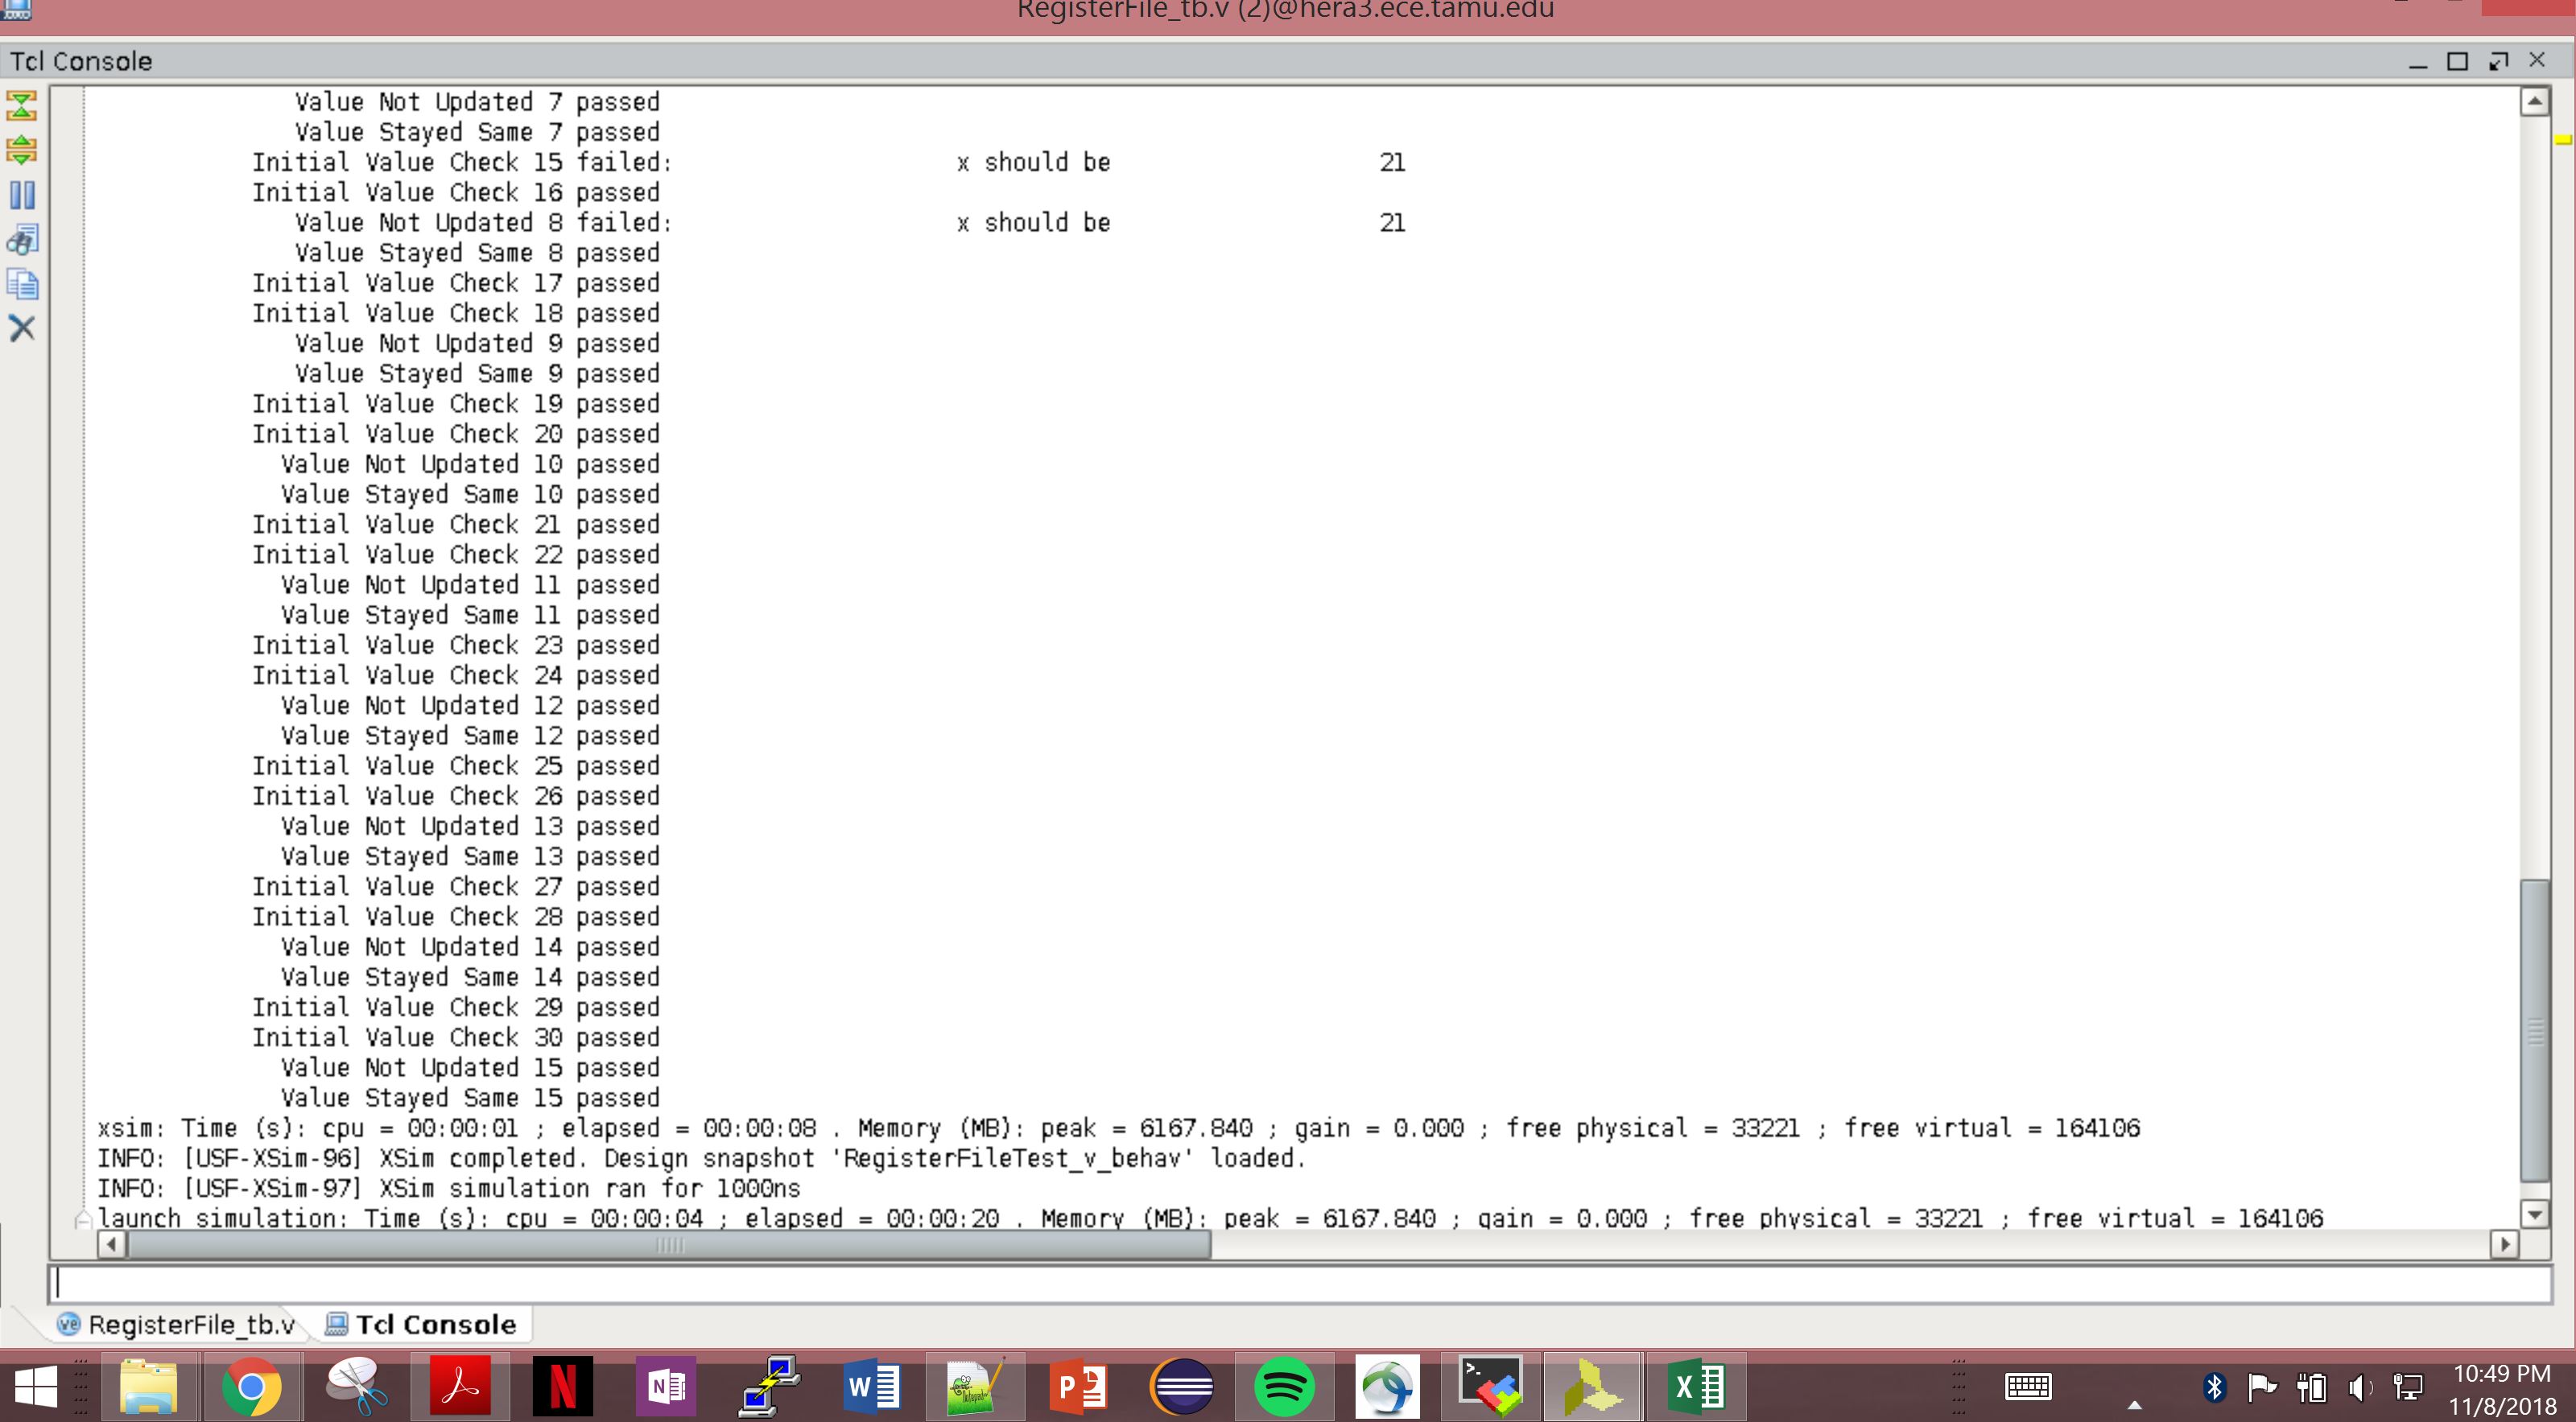 RegisterFile_tb.v (2)@hera3.ece.tamu.edu
Tcl Console
Value Not Updated 7 passed
Value Stayed Same 7 passed
Initial Value Check 15 failed: x should be 21
Initial Value Check 16 passed
Value Not Updated 8 failed: x should be 21
Value Stayed Same 8 passed
Initial Value Check 17 passed
Initial Value Check 18 passed
Value Not Updated 9 passed
Value Stayed Same 9 passed
Initial Value Check 19 passed
Initial Value Check 20 passed
Value Not Updated 10 passed
Value Stayed Same 10 passed
Initial Value Check 21 passed
Initial Value Check 22 passed
Value Not Updated 11 passed
Value Stayed Same 11 passed
Initial Value Check 23 passed
Initial Value Check 24 passed
Value Not Updated 12 passed
Value Stayed Same 12 passed
Initial Value Check 25 passed
Initial Value Check 26 passed
Value Not Updated 13 passed
Value Stayed Same 13 passed
Initial Value Check 27 passed
Initial Value Check 28 passed
Value Not Updated 14 passed
Value Stayed Same 14 passed
Initial Value Check 29 passed
Initial Value Check 30 passed
Value Not Updated 15 passed
Value Stayed Same 15 passed
xsim: Time (s): cpu = 00:00:01 ; elapsed = 00:00:08 . Memory (MB): peak = 6167.840 ; gain = 0.000 ; free physical = 33221 ; free virtual = 164106
INFO: [USF-XSim-96] XSim completed. Design snapshot 'RegisterFileTest_v_behav' loaded.
INFO: [USF-XSim-97] XSim simulation ran for 1000ns
launch simulation: Time (s): cpu = 00:00:04 ; elapsed = 00:00:20 . Memory (MB): peak = 6167.840 ; gain = 0.000 ; free physical = 33221 ; free virtual = 164106
RegisterFile_tb.v Tcl Console
10:49 PM
11/8/2018